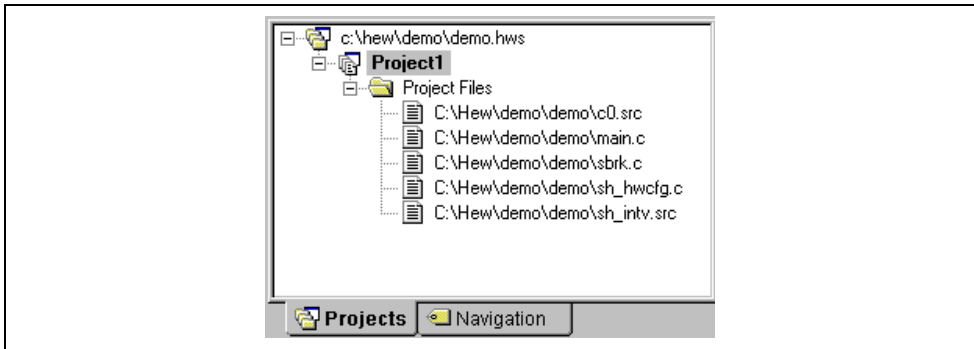 c:\hew\demo\demo.hws
Project1
Project Files
C:\Hew\demo\demo\c0.src
C:\Hew\demo\demo\main.c
C:\Hew\demo\demo\sbrk.c
C:\Hew\demo\demo\sh_hwcfg.c
C:\Hew\demo\demo\sh_intv.src
Projects Navigation